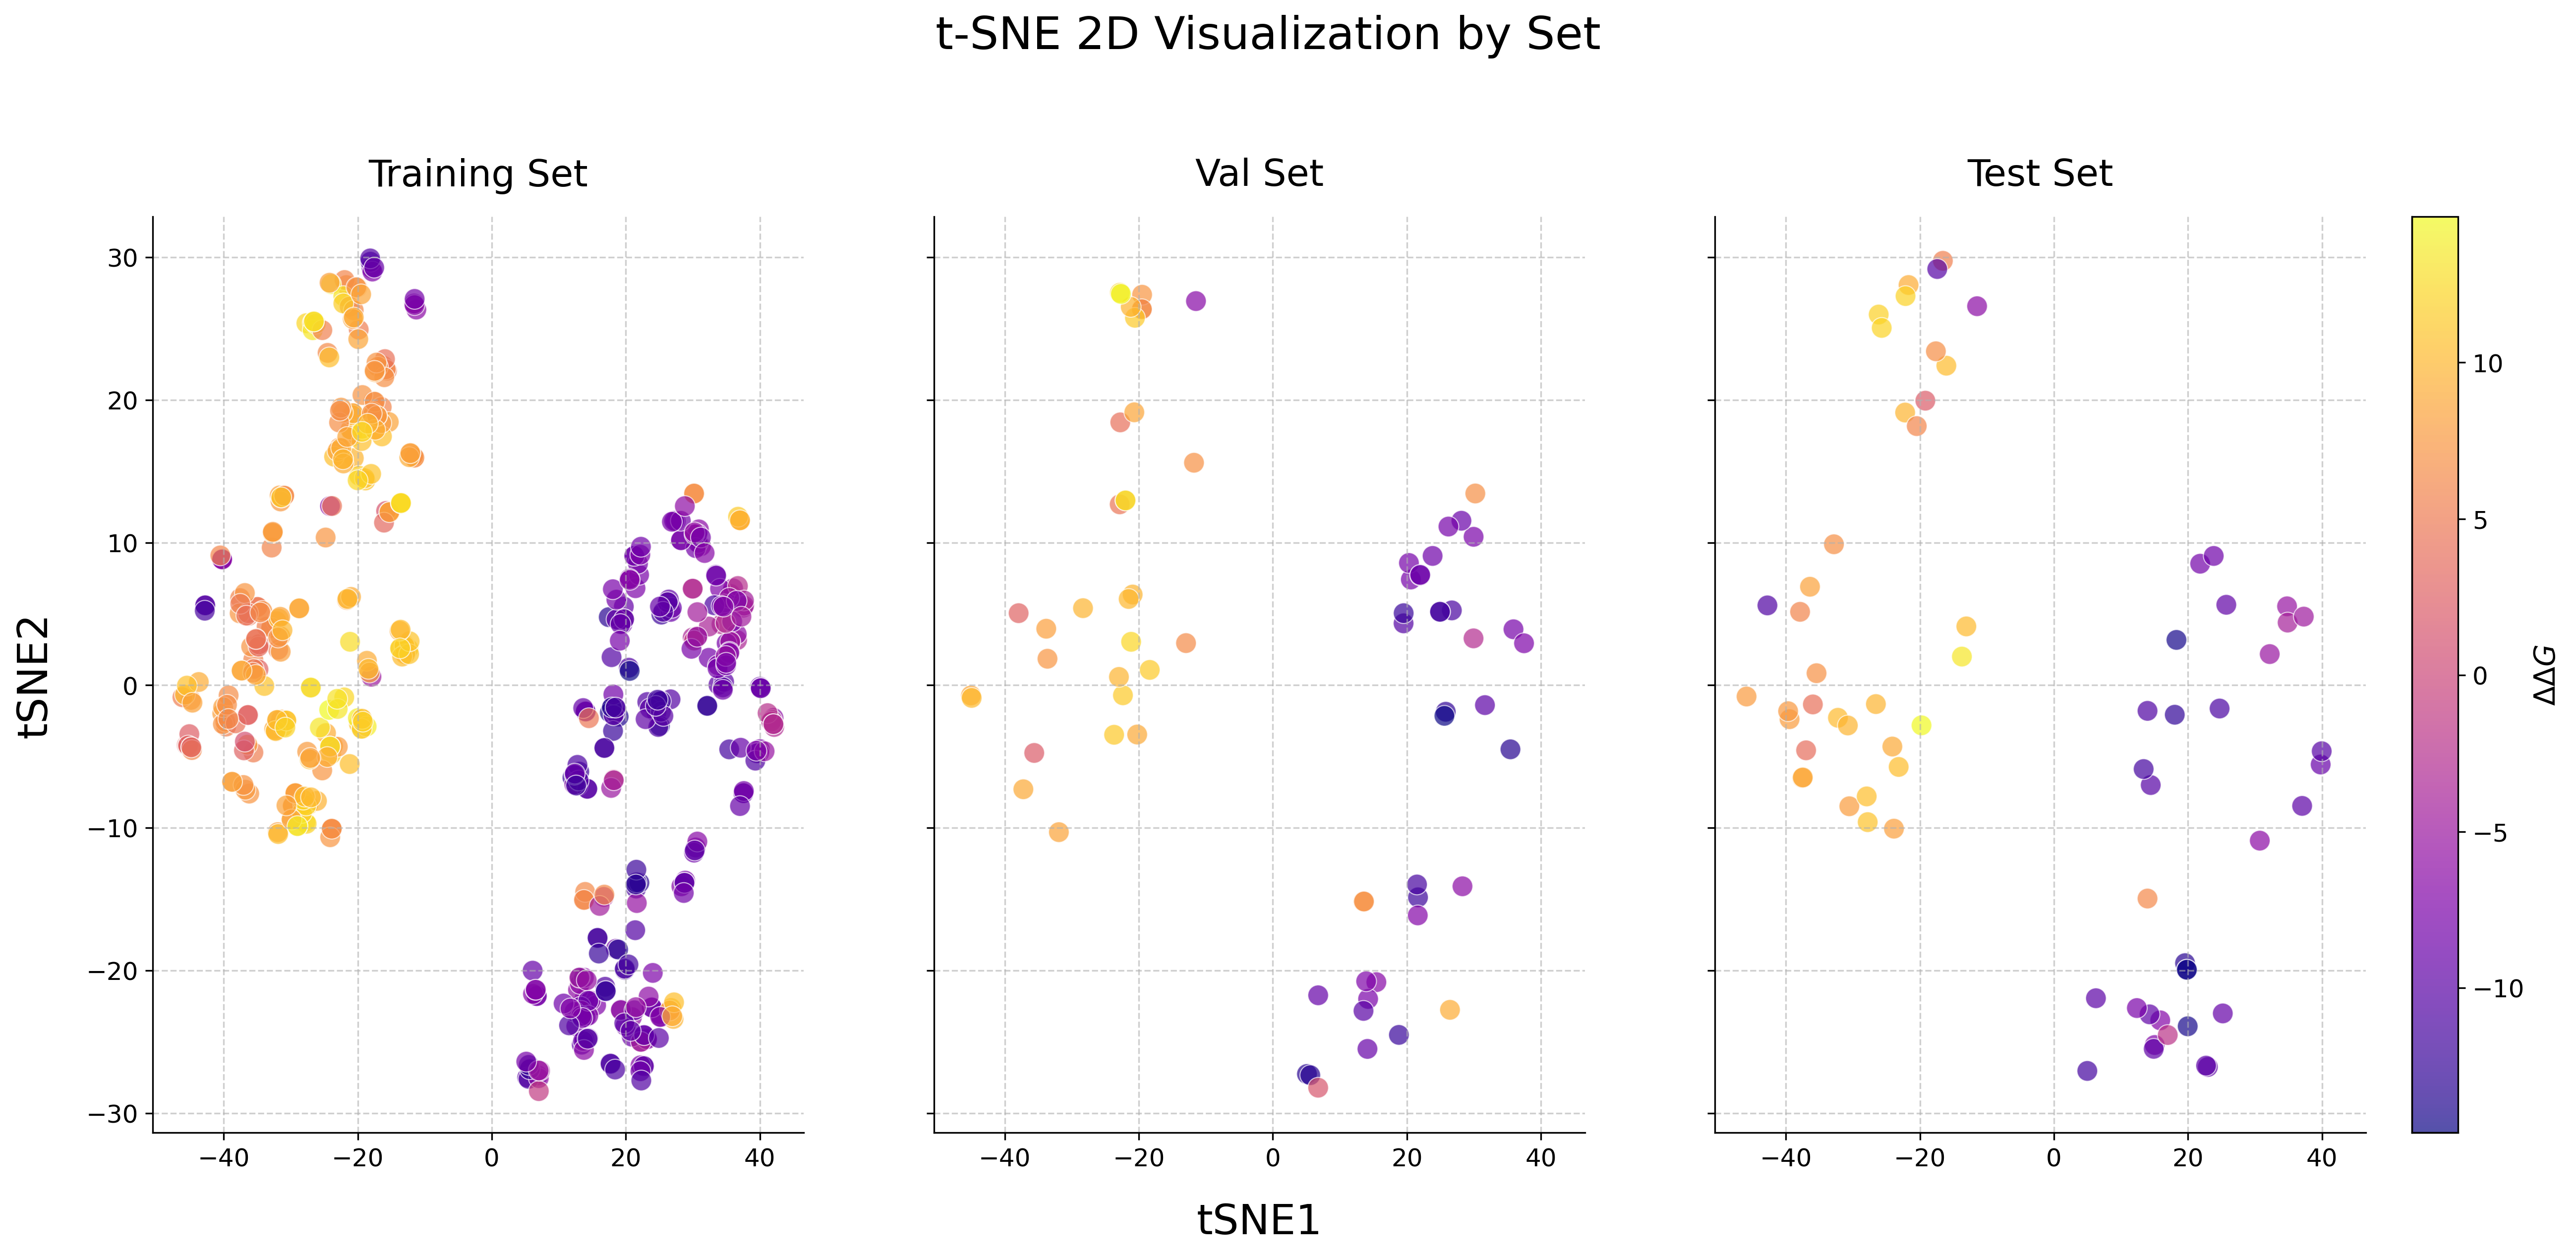 t-SNE 2D Visualization by Set
Training Set
Val Set
Test Set
30
20
10
0
−10
−20
−30
tSNE2
−40 −20 0 20 40
−40 −20 0 20 40
−40 −20 0 20 40
tSNE1
10
5
0
−5
−10
ΔΔG